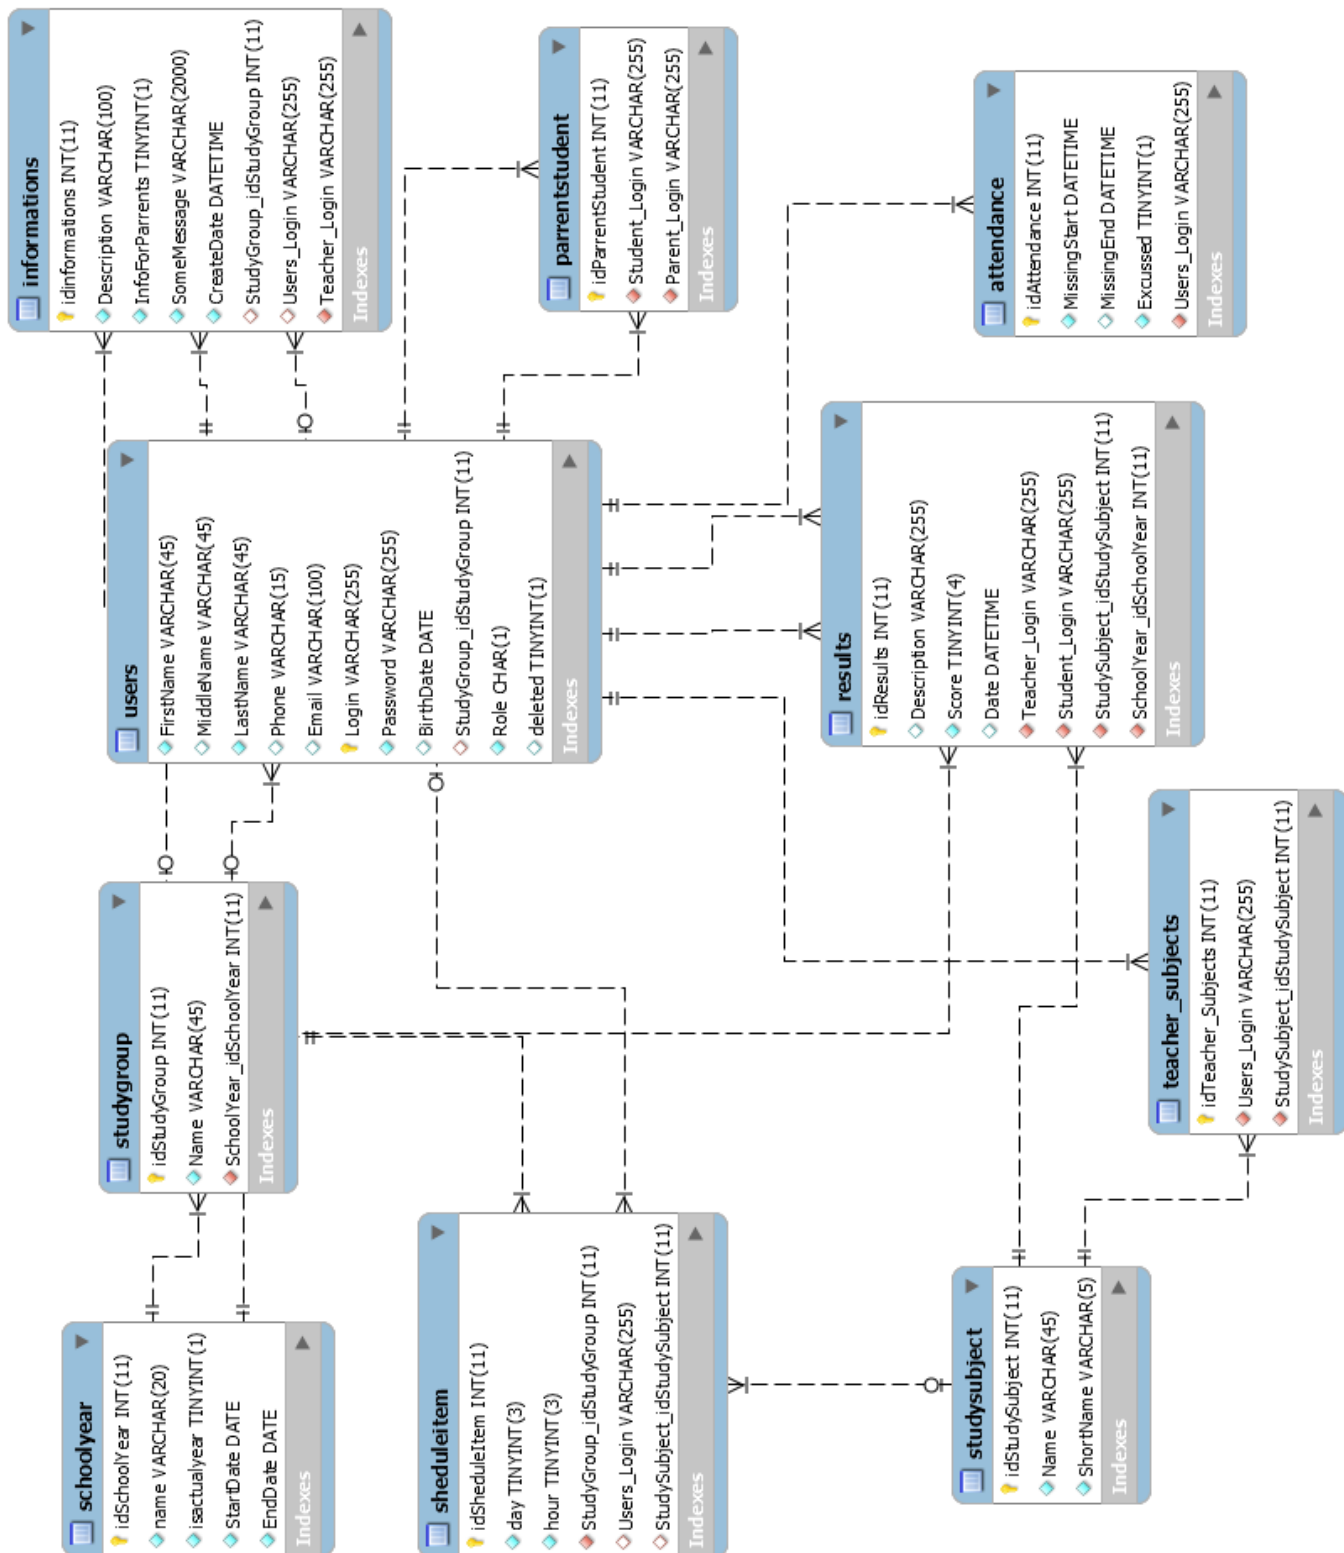 schoolyear
idSchoolYear INT(11)
name VARCHAR(20)
isactualyear TINYINT(1)
StartDate DATE
EndDate DATE
Indexes
studygroup
idStudyGroup INT(11)
Name VARCHAR(45)
SchoolYear_idSchoolYear INT(11)
Indexes
users
FirstName VARCHAR(45)
MiddleName VARCHAR(45)
LastName VARCHAR(45)
Phone VARCHAR(15)
Email VARCHAR(100)
Login VARCHAR(255)
Password VARCHAR(255)
BirthDate DATE
StudyGroup_idStudyGroup INT(11)
Role CHAR(1)
deleted TINYINT(1)
Indexes
informations
idinformations INT(11)
Description VARCHAR(100)
InfoForParrents TINYINT(1)
SomeMessage VARCHAR(2000)
CreateDate DATETIME
StudyGroup_idStudyGroup INT(11)
Users_Login VARCHAR(255)
Teacher_Login VARCHAR(255)
Indexes
sheduleitem
idSheduleItem INT(11)
day TINYINT(3)
hour TINYINT(3)
StudyGroup_idStudyGroup INT(11)
Users_Login VARCHAR(255)
StudySubject_idStudySubject INT(11)
Indexes
parrentstudent
idParrentStudent INT(11)
Student_Login VARCHAR(255)
Parent_Login VARCHAR(255)
Indexes
results
idResults INT(11)
Description VARCHAR(255)
Score TINYINT(4)
Date DATETIME
Teacher_Login VARCHAR(255)
Student_Login VARCHAR(255)
StudySubject_idStudySubject INT(11)
SchoolYear_idSchoolYear INT(11)
Indexes
attendance
idAttendance INT(11)
MissingStart DATETIME
MissingEnd DATETIME
Excussed TINYINT(1)
Users_Login VARCHAR(255)
Indexes
studysubject
idStudySubject INT(11)
Name VARCHAR(45)
ShortName VARCHAR(5)
Indexes
teacher_subjects
idTeacher_Subjects INT(11)
Users_Login VARCHAR(255)
StudySubject_idStudySubject INT(11)
Indexes